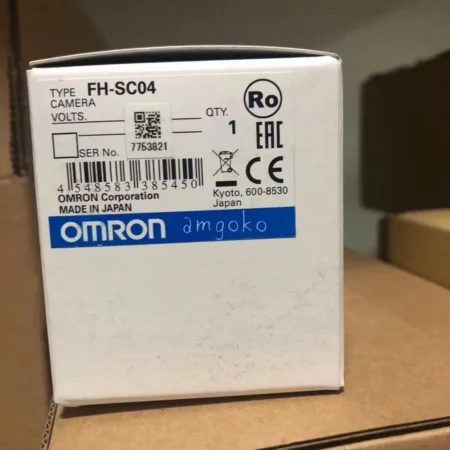 TYPE FH-SC04
CAMERA
VOLTS.
QTY. 1
SER No. 7753821
4 548583 385450
OMRON Corporation
MADE IN JAPAN
Ro
EAC
CE
Kyoto, 600-8530
Japan
OMRON amgoko